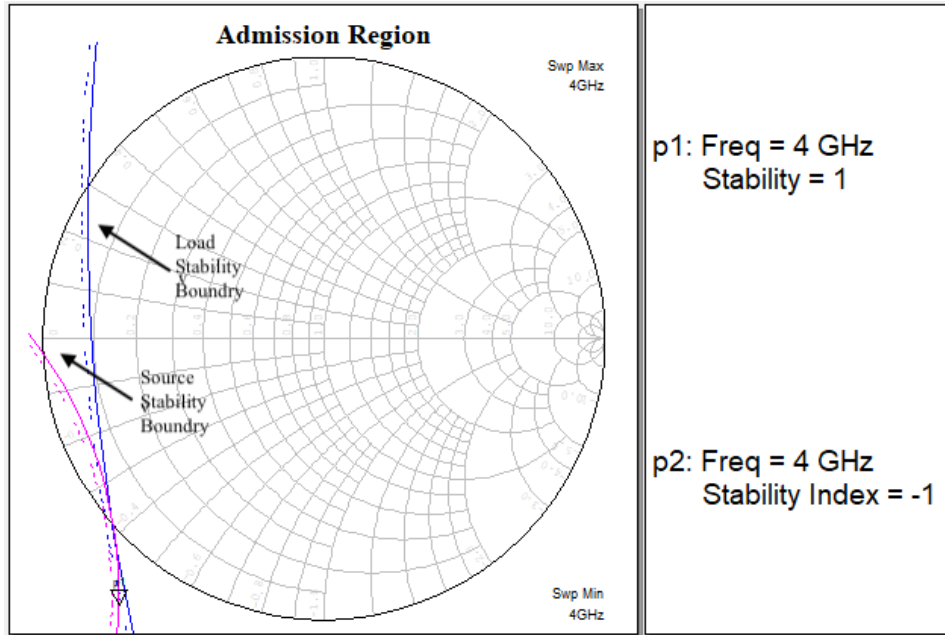 Admission Region
Swp Max
4GHz
Load
Stability
Boundry
Source
Stability
Boundry
Swp Min
4GHz
p1: Freq = 4 GHz
Stability = 1
p2: Freq = 4 GHz
Stability Index = -1